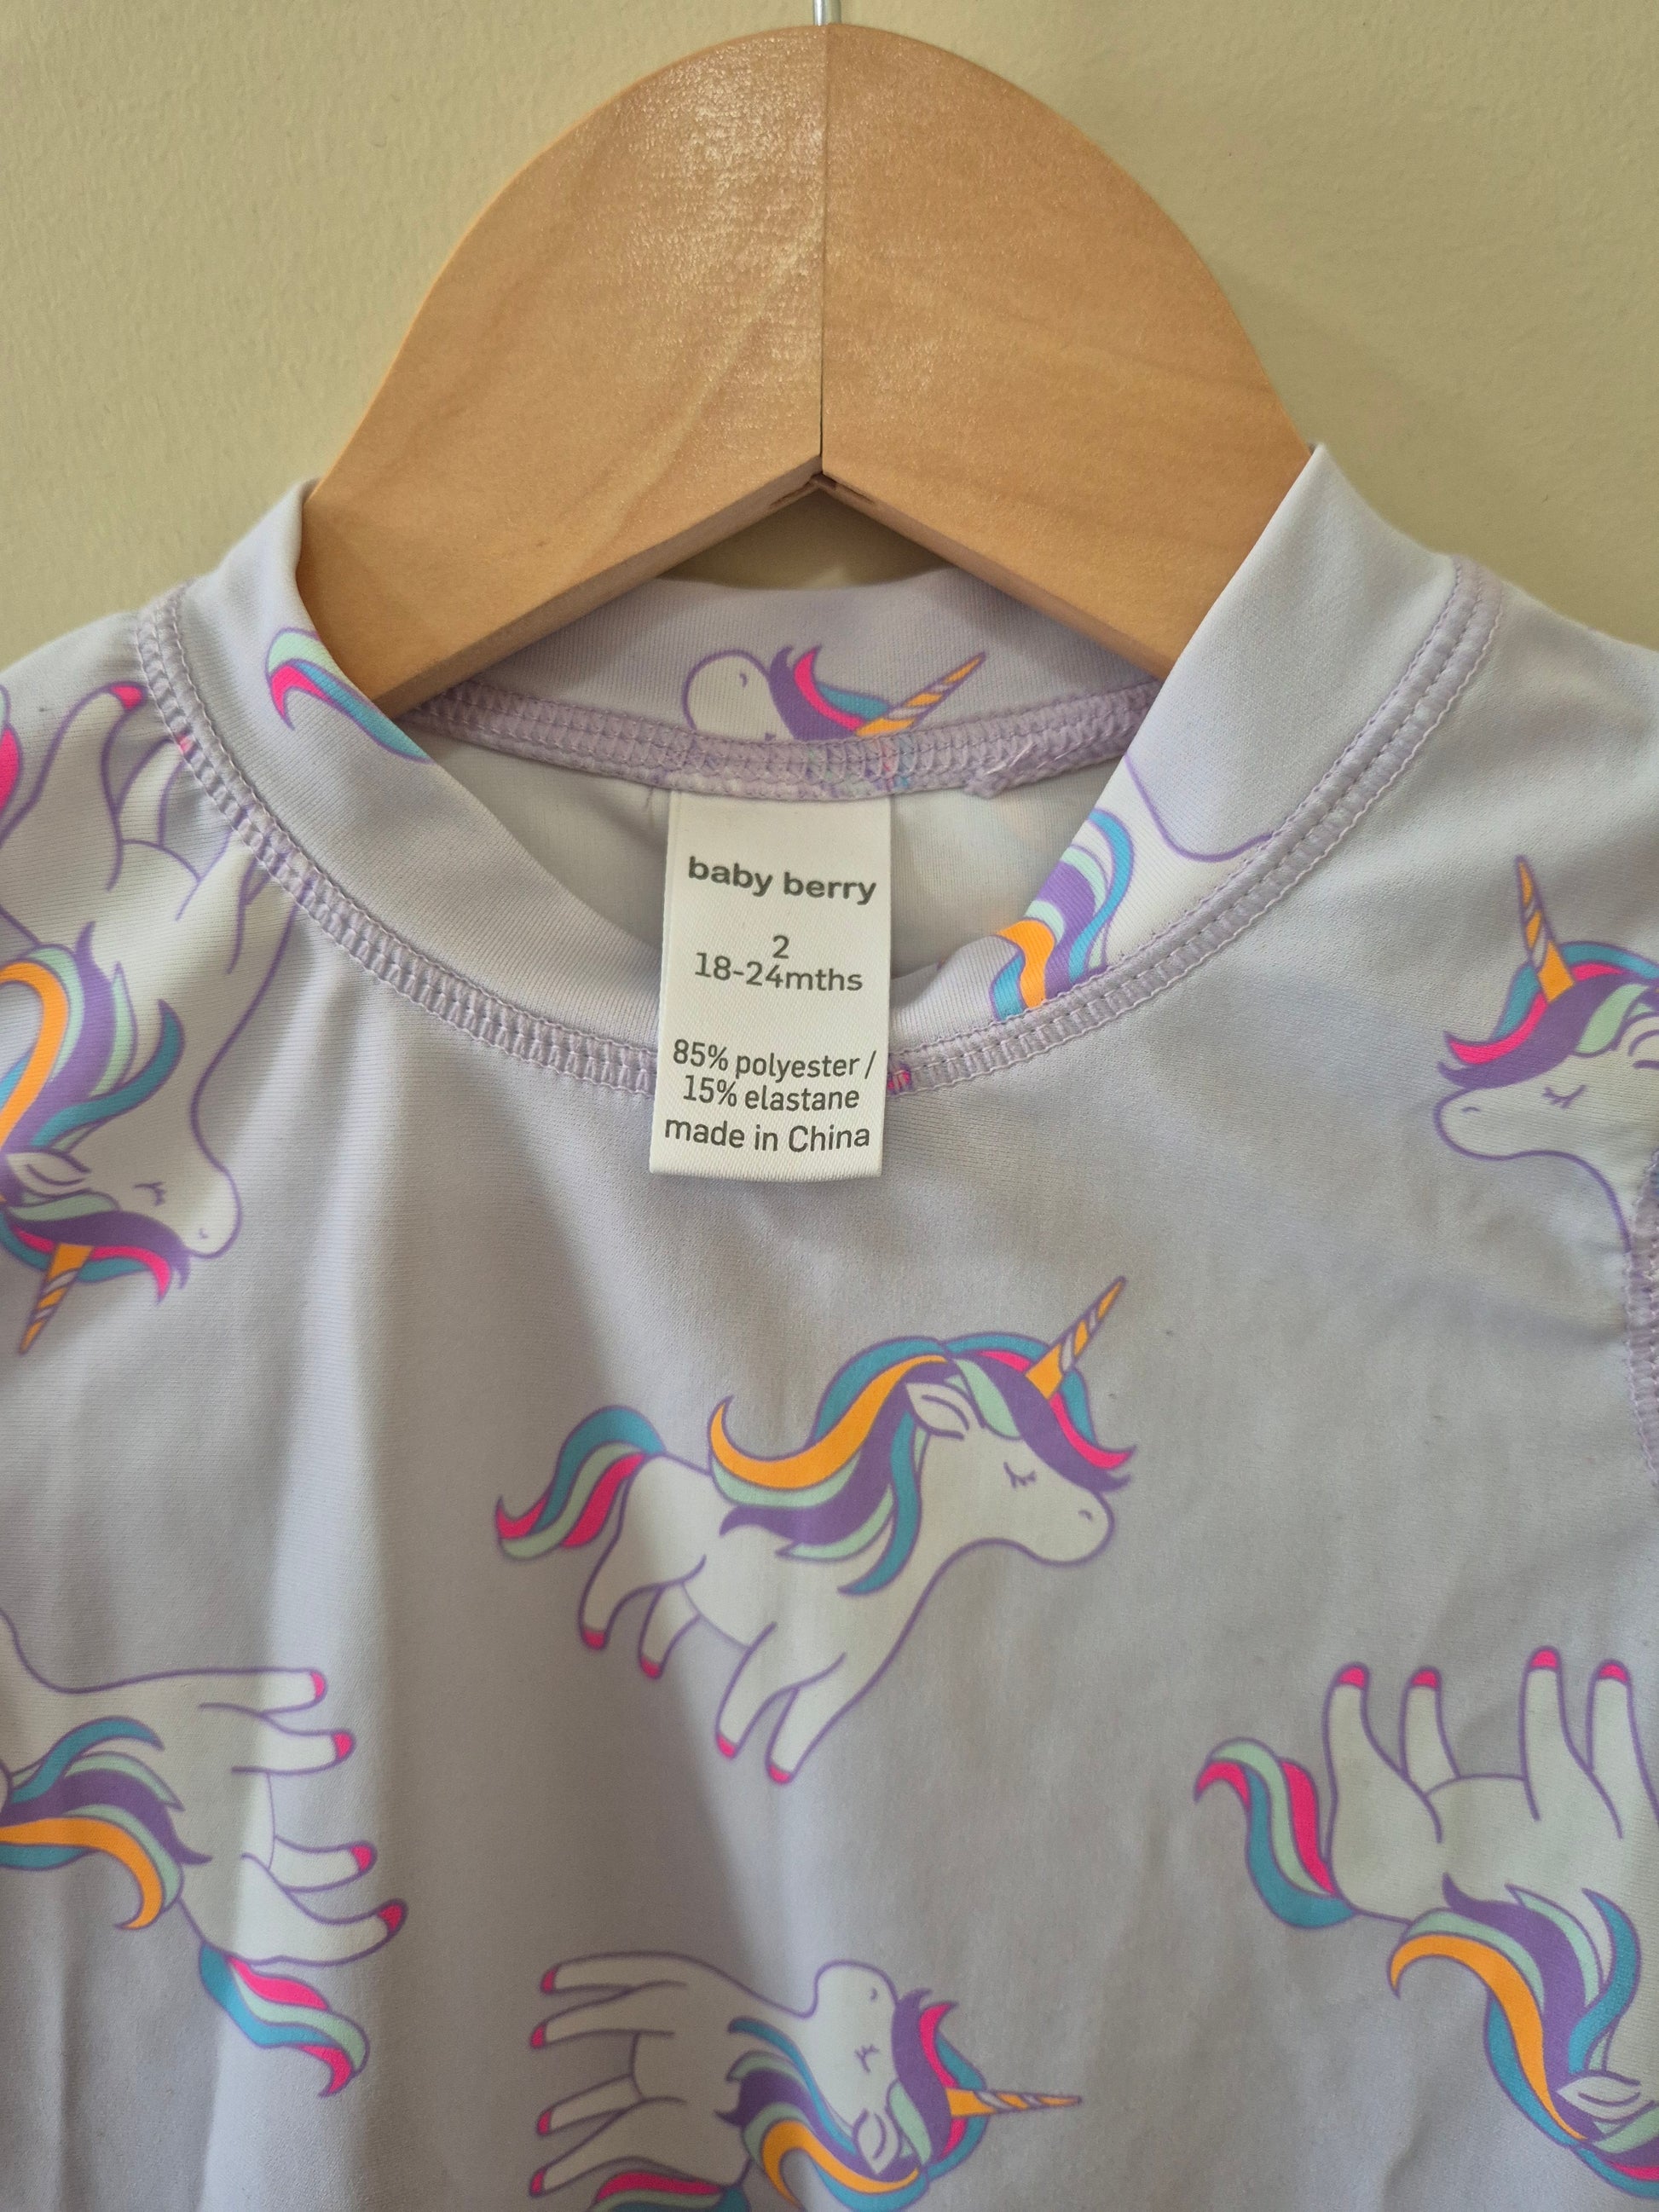 baby berry
2
18-24mths
85% polyester /
15% elastane
made in China